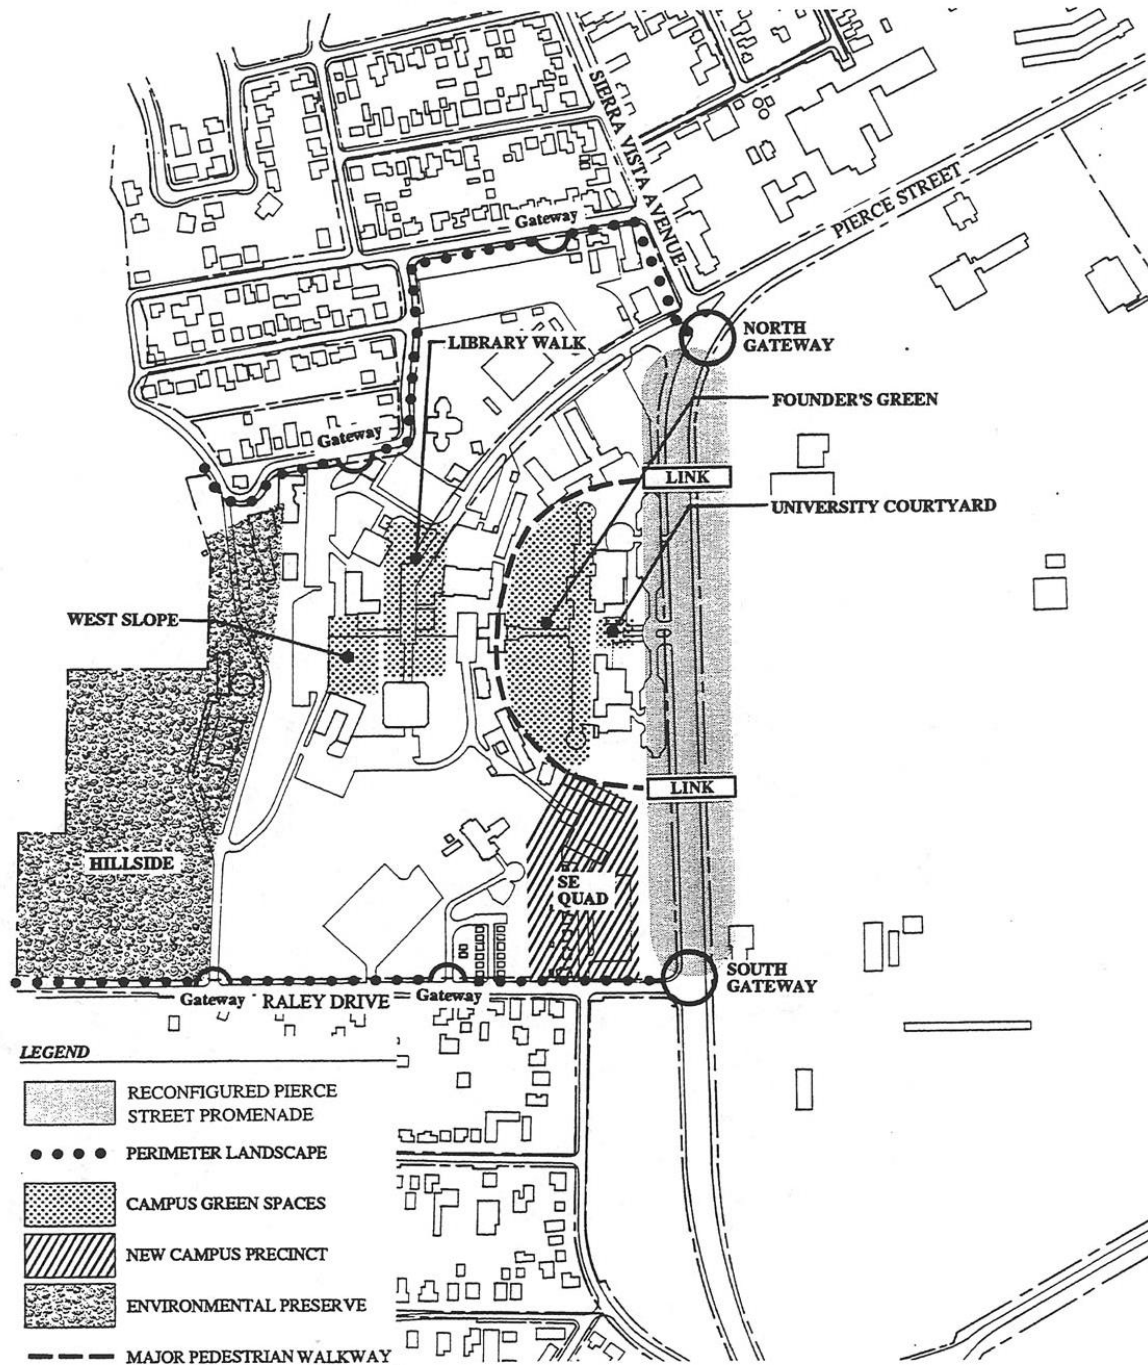 SIERRA VISTA AVENUE
PIERCE STREET
Gateway
NORTH
GATEWAY
LIBRARY WALK
FOUNDER'S GREEN
Gateway
LINK
UNIVERSITY COURTYARD
WEST SLOPE
LINK
HILLSIDE
SE
QUAD
SOUTH
GATEWAY
Gateway
RALEY DRIVE
Gateway
LEGEND
RECONFIGURED PIERCE
STREET PROMENADE
PERIMETER LANDSCAPE
CAMPUS GREEN SPACES
NEW CAMPUS PRECINCT
ENVIRONMENTAL PRESERVE
MAJOR PEDESTRIAN WALKWAY